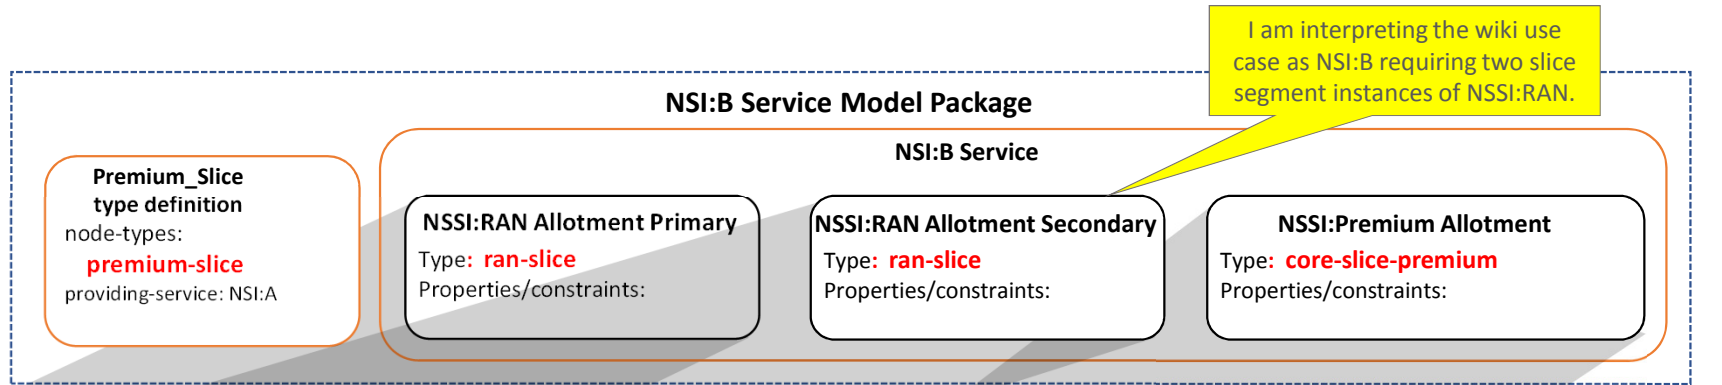 I am interpreting the wiki use
case as NSI:B requiring two slice
segment instances of NSSI:RAN.
NSI:B Service Model Package
NSI:B Service
Premium_Slice
type definition
node-types:
premium-slice
providing-service: NSI:A
NSSI:RAN Allotment Primary
Type: ran-slice
Properties/constraints:
NSSI:RAN Allotment Secondary
Type: ran-slice
Properties/constraints:
NSSI:Premium Allotment
Type: core-slice-premium
Properties/constraints: